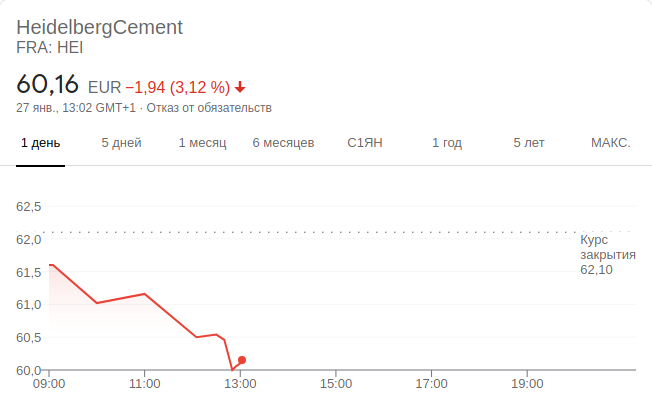 HeidelbergCement
FRA: HEI
60,16 EUR −1,94 (3,12 %)
27 янв., 13:02 GMT+1 · Отказ от обязательств
1 день 5 дней 1 месяц 6 месяцев С1ЯН 1 год 5 лет МАКС.
62,5
62,0
61,5
61,0
60,5
60,0
Курс
закрытия
62,10
09:00 11:00 13:00 15:00 17:00 19:00